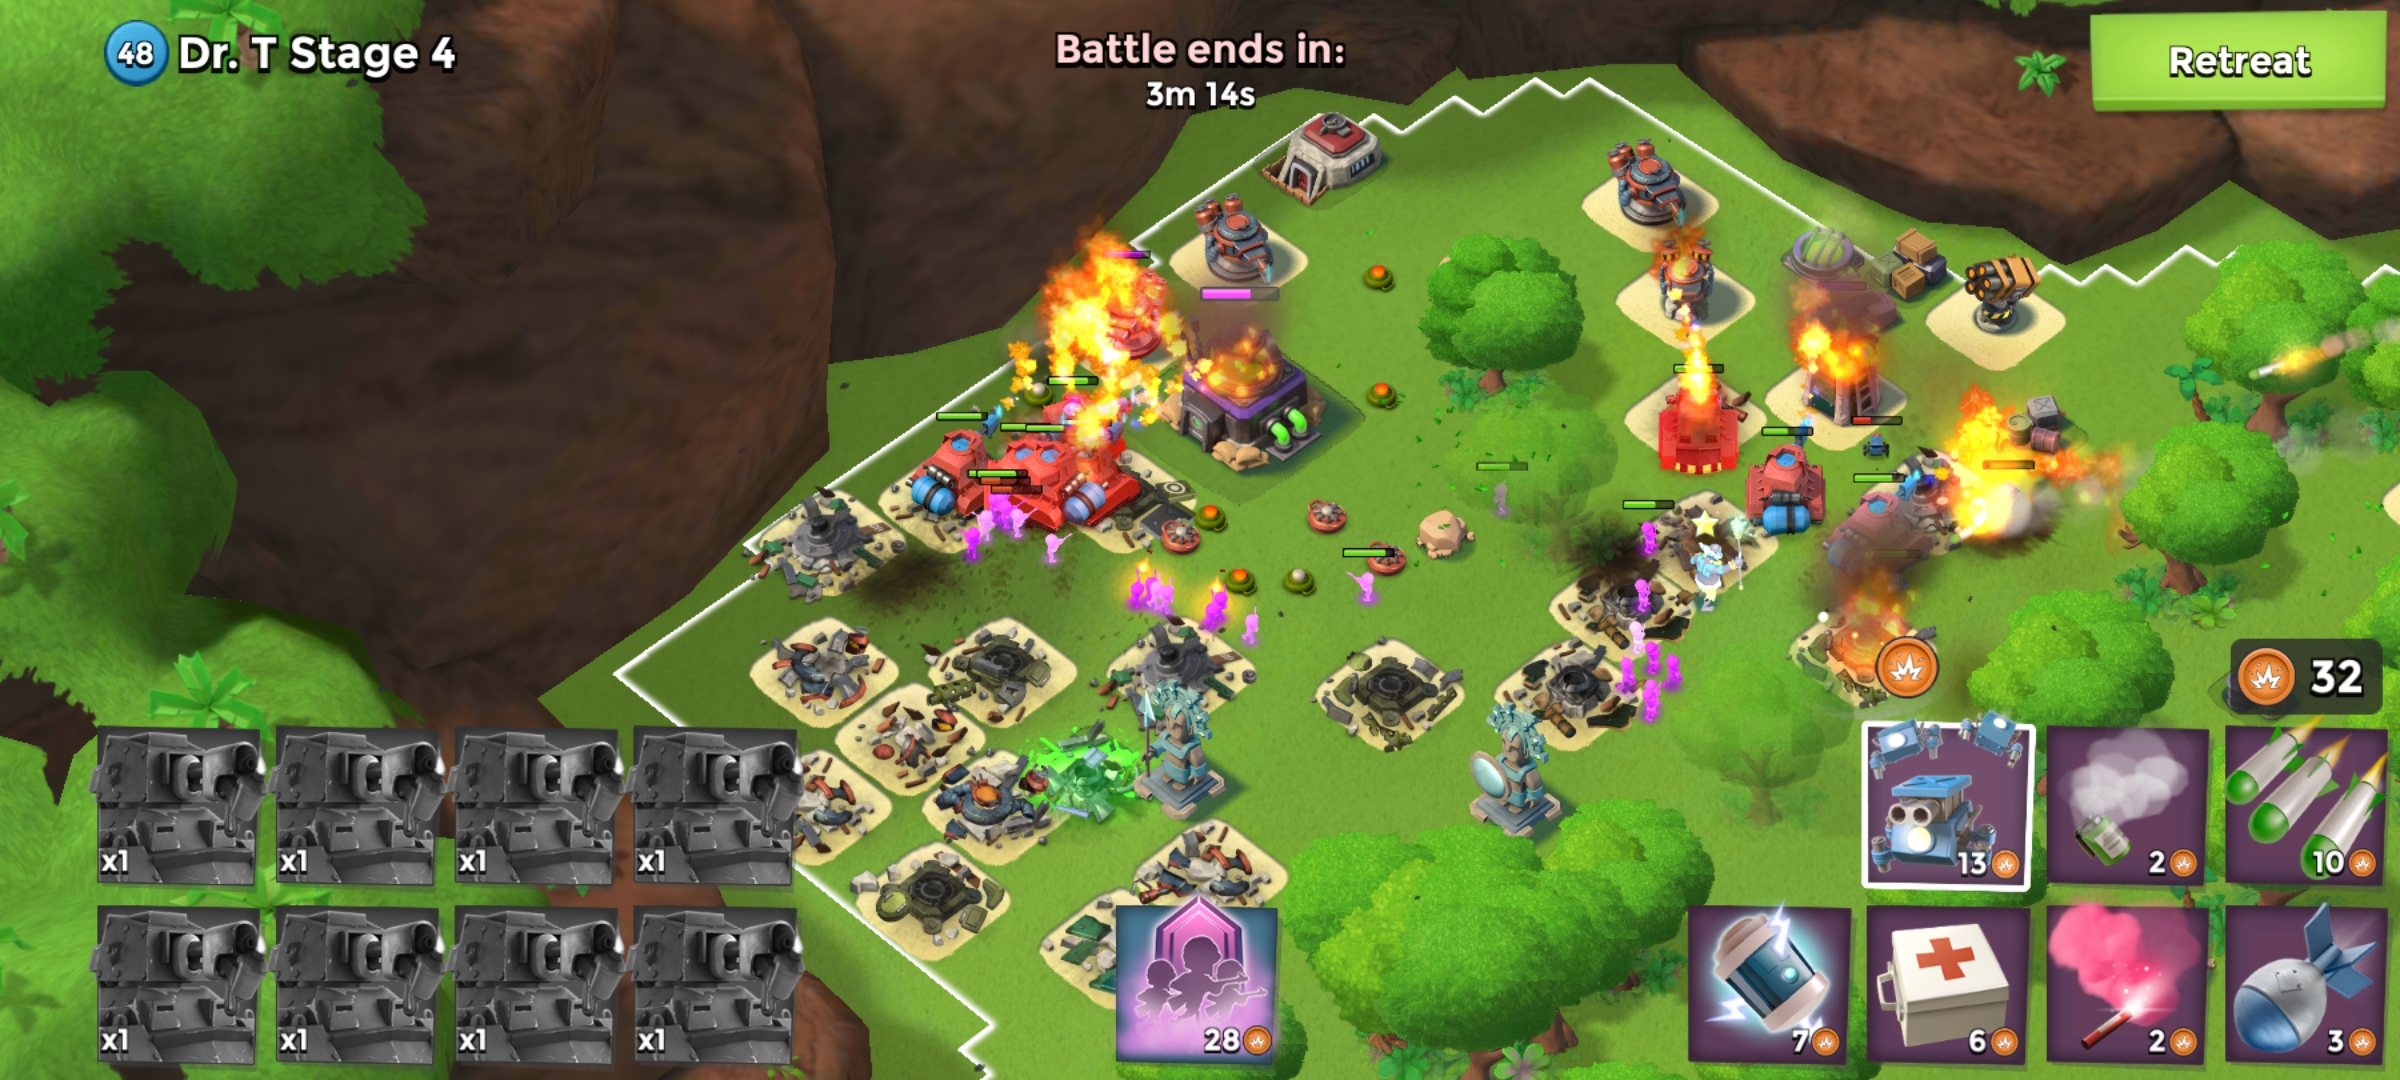 48 Dr. T Stage 4
Battle ends in:
3m 14s
Retreat
32
x1 x1 x1 x1
13 2 10
x1 x1 x1 x1
28 7 6 2 3